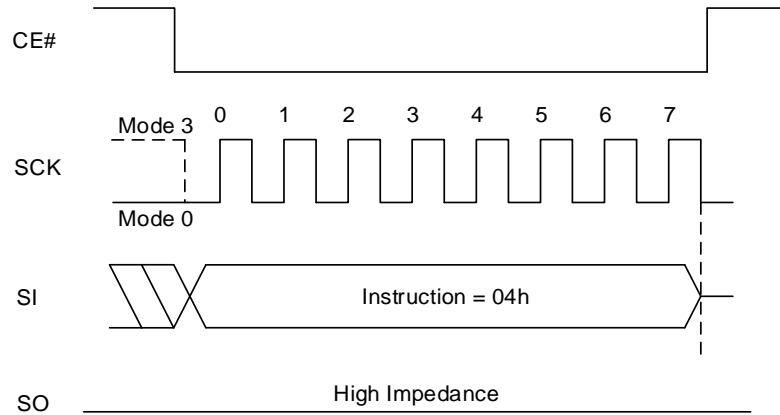 CE#
0 1 2 3 4 5 6 7
Mode 3
SCK
Mode 0
SI
Instruction = 04h
High Impedance
SO